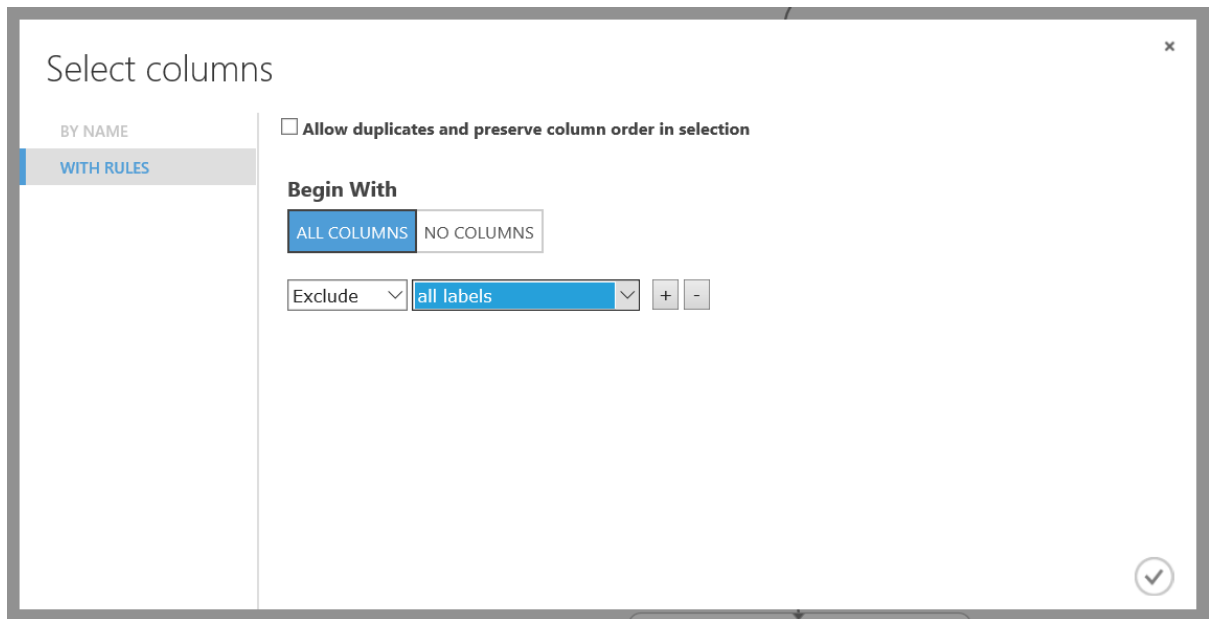 Select columns
BY NAME
WITH RULES
Allow duplicates and preserve column order in selection
Begin With
ALL COLUMNS NO COLUMNS
Exclude all labels + -